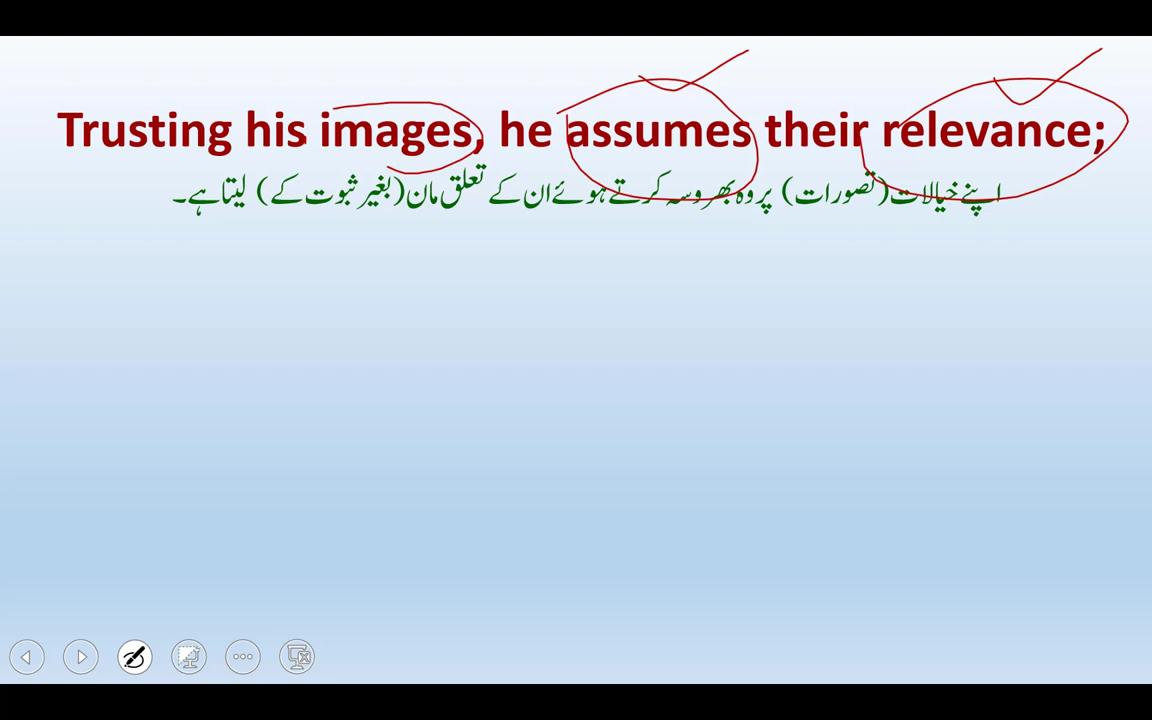 Trusting his images, he assumes their relevance;
اپنے خیالات (تصورات) پر وہ بھروسہ کرتے ہوئے ان کے تعلق مان (بغیر ثبوت کے) لیتا ہے۔